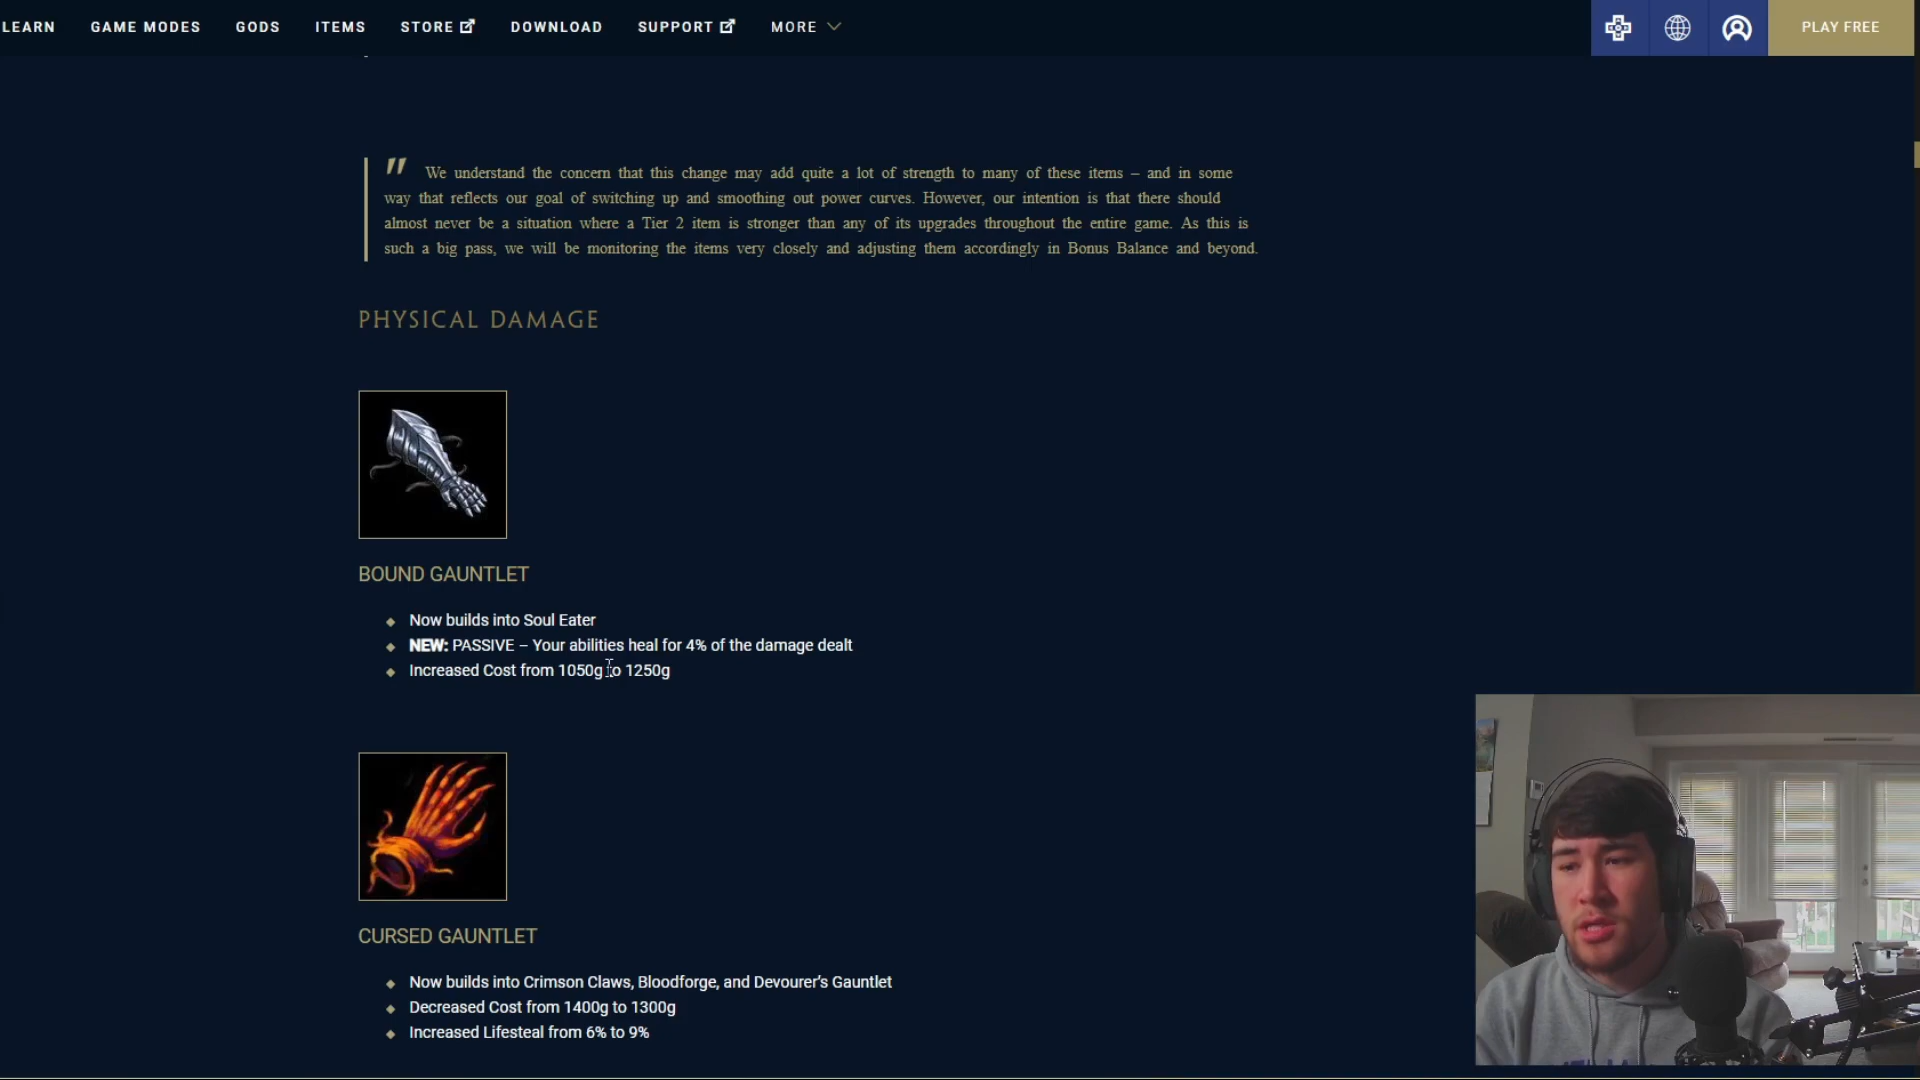 LEARN GAME MODES GODS ITEMS STORE DOWNLOAD SUPPORT MORE PLAY FREE
" We understand the concern that this change may add quite a lot of strength to many of these items – and in some
way that reflects our goal of switching up and smoothing out power curves. However, our intention is that there should
almost never be a situation where a Tier 2 item is stronger than any of its upgrades throughout the entire game. As this is
such a big pass, we will be monitoring the items very closely and adjusting them accordingly in Bonus Balance and beyond.
PHYSICAL DAMAGE
BOUND GAUNTLET
Now builds into Soul Eater
NEW: PASSIVE – Your abilities heal for 4% of the damage dealt
Increased Cost from 1050g to 1250g
CURSED GAUNTLET
Now builds into Crimson Claws, Bloodforge, and Devourer's Gauntlet
Decreased Cost from 1400g to 1300g
Increased Lifesteal from 6% to 9%